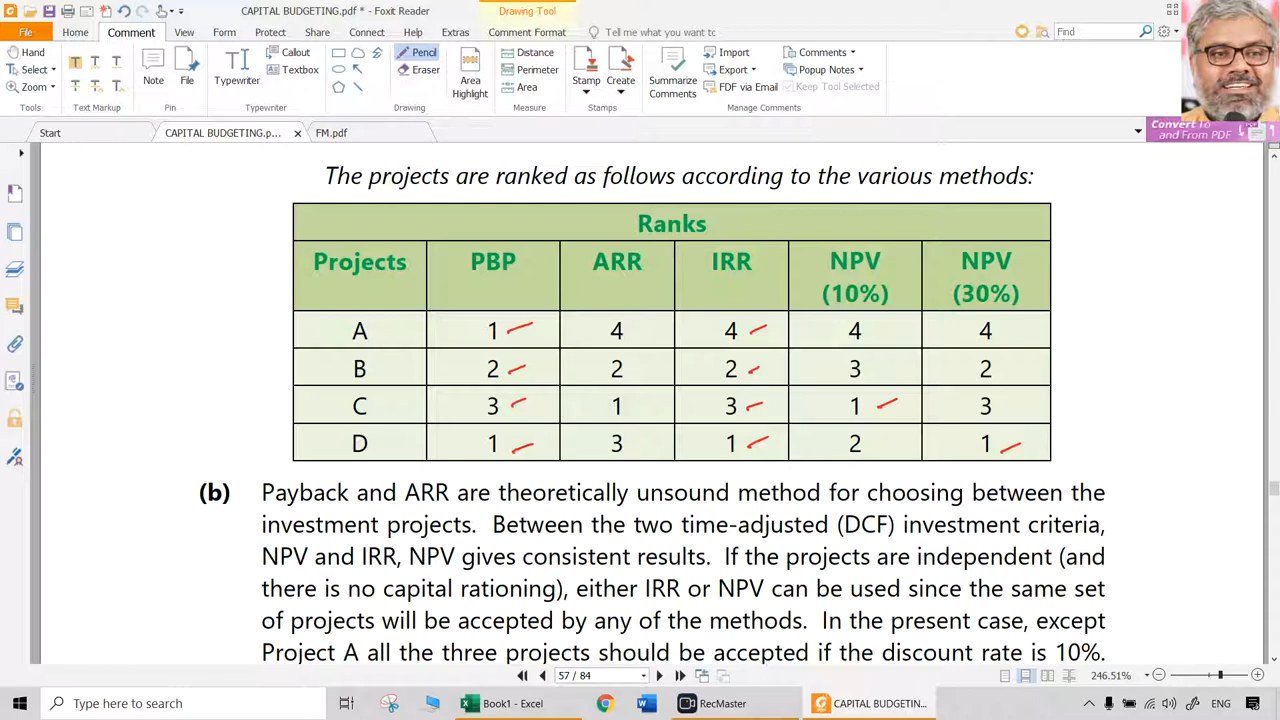 CAPITAL BUDGETING.pdf * - Foxit Reader
Drawing Tool
File
Home
Comment
View
Form
Protect
Share
Connect
Help
Extras
Comment Format
Tell me what you want tc
Find
Hand
Select
Zoom
Tools
Text Markup
Note
File
Pin
Typewriter
Callout
Textbox
Typewriter
Pencil
Eraser
Drawing
Area Highlight
Distance
Perimeter
Area
Measure
Stamp
Create
Stamps
Summarize Comments
Import
Export
FDF via Email
Comments
Popup Notes
Keep Tool Selected
Manage Comments
Start
CAPITAL BUDGETING.p...
FM.pdf
Convert To and From PDF
The projects are ranked as follows according to the various methods:
Ranks
Projects PBP ARR IRR NPV (10%) NPV (30%)
A 1 4 4 4 4
B 2 2 2 3 2
C 3 1 3 1 3
D 1 3 1 2 1
(b) Payback and ARR are theoretically unsound method for choosing between the
investment projects. Between the two time-adjusted (DCF) investment criteria,
NPV and IRR, NPV gives consistent results. If the projects are independent (and
there is no capital rationing), either IRR or NPV can be used since the same set
of projects will be accepted by any of the methods. In the present case, except
Project A all the three projects should be accepted if the discount rate is 10%.
57 / 84
246.51%
Type here to search
Book1 - Excel
RecMaster
CAPITAL BUDGETIN...
ENG